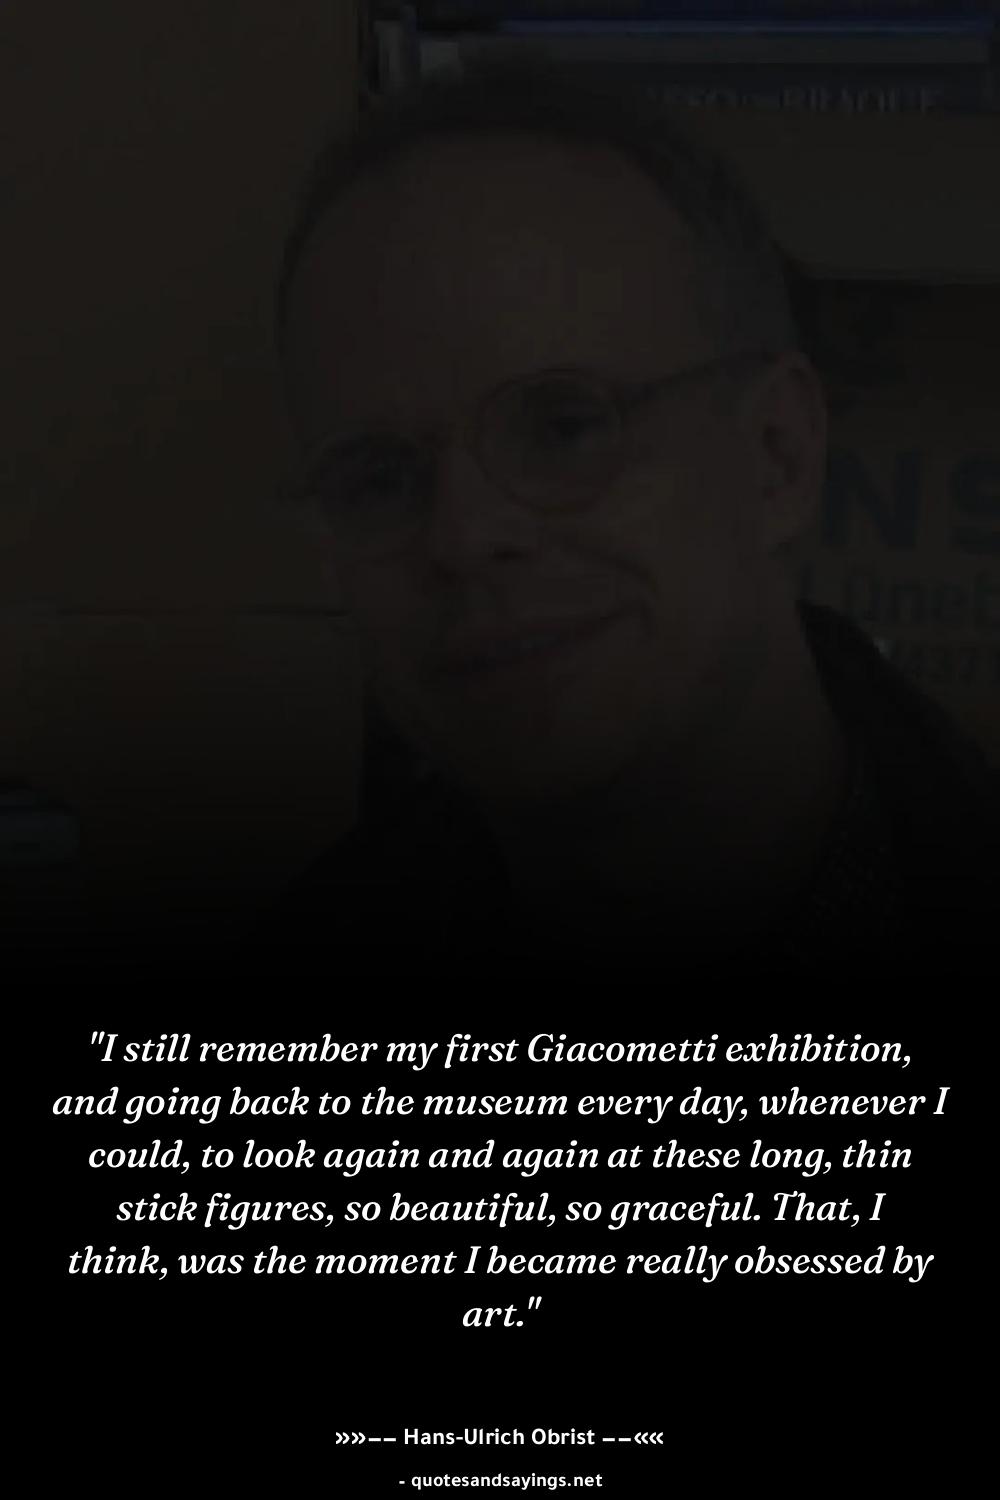 "I still remember my first Giacometti exhibition,
and going back to the museum every day, whenever I
could, to look again and again at these long, thin
stick figures, so beautiful, so graceful. That, I
think, was the moment I became really obsessed by
art."
»»−− Hans-Ulrich Obrist −−««
- quotesandsayings.net